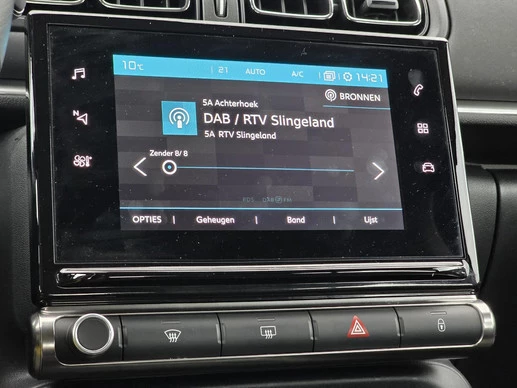 10°C | 21 AUTO A/C 14:21
BRONNEN
5A Achterhoek
DAB / RTV Slingeland
5A RTV Slingeland
Zender 8/8
N
OPTIES | Geheugen | Band | Lijst